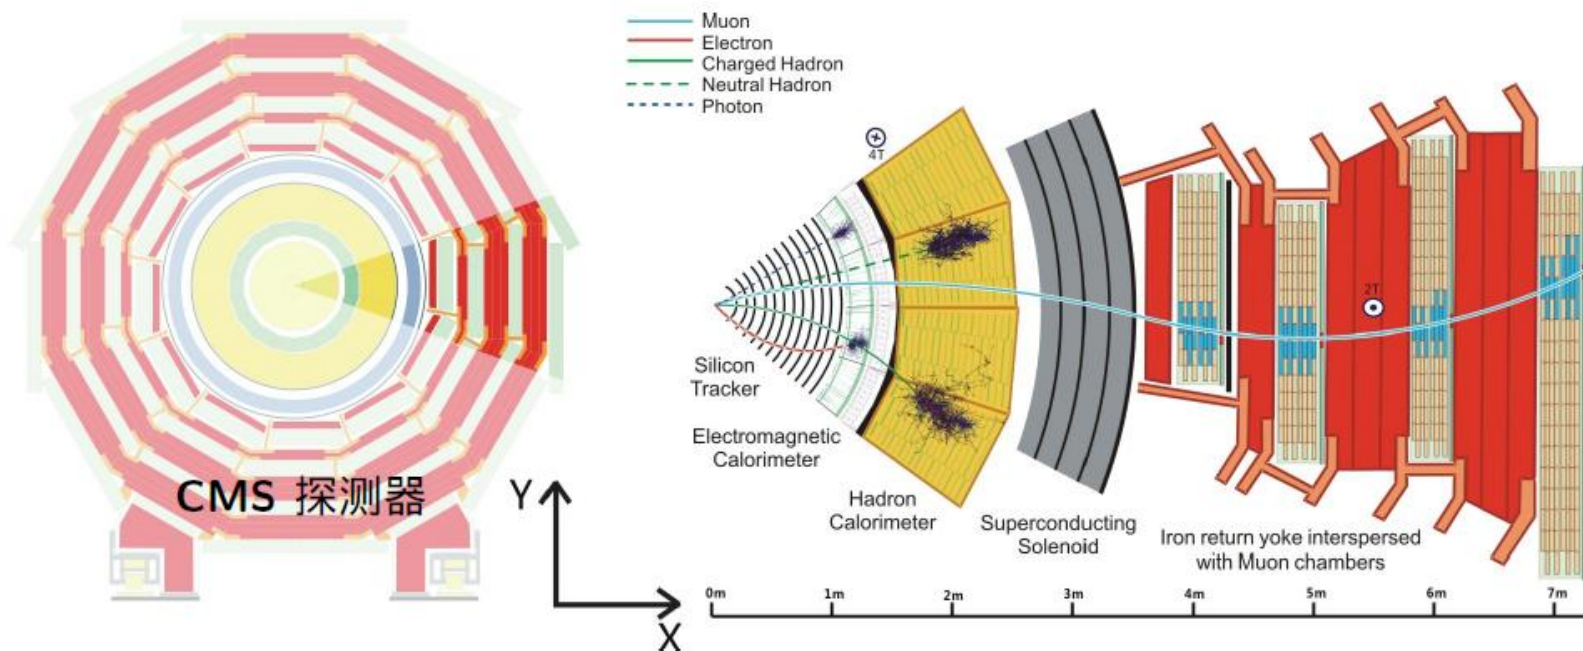 Muon
Electron
Charged Hadron
Neutral Hadron
Photon
4T
2T
Silicon
Tracker
Electromagnetic
Calorimeter
Hadron
Calorimeter
Superconducting
Solenoid
Iron return yoke interspersed
with Muon chambers
CMS 探测器
Y
X
0m 1m 2m 3m 4m 5m 6m 7m